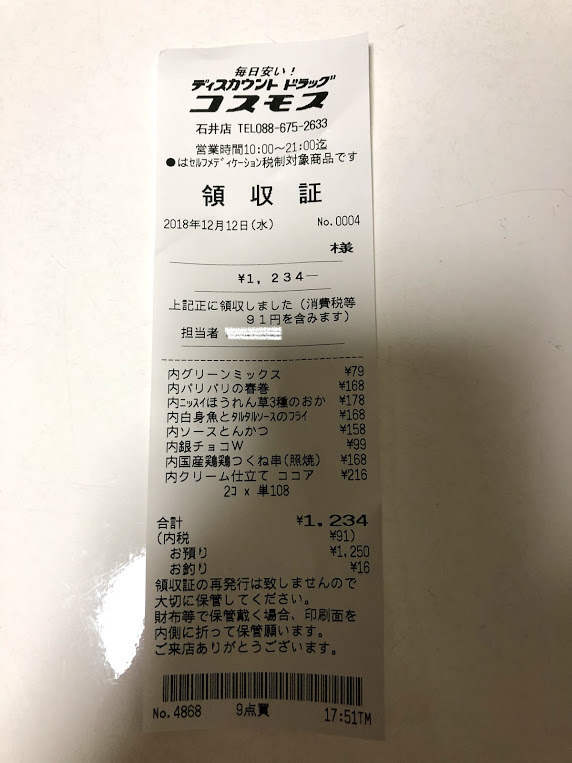 毎日安い!
ディスカウント ドラッグ
コスモス
石井店 TEL088-675-2633
営業時間10:00〜21:00迄
●はセルフメディケーション税制対象商品です
領収証
2018年12月12日(水) No.0004
様
¥1,234―
上記正に領収しました(消費税等
91円を含みます)
担当者
内グリーンミックス ¥79
内パリパリの春巻 ¥168
内ニッスイほうれん草3種のおか ¥178
内白身魚とタルタルソースのフライ ¥168
内ソースとんかつ ¥158
内銀チョコW ¥99
内国産鶏鶏つくね串(照焼) ¥168
内クリーム仕立て ココア ¥216
2コ x 単108
合計 ¥1,234
(内税 ¥91)
お預り ¥1,250
お釣り ¥16
領収証の再発行は致しませんので
大切に保管してください。
財布等で保管戴く場合、印刷面を
内側に折って保管願います。
ご来店ありがとうございます。
No.4868 9点買 17:51TM